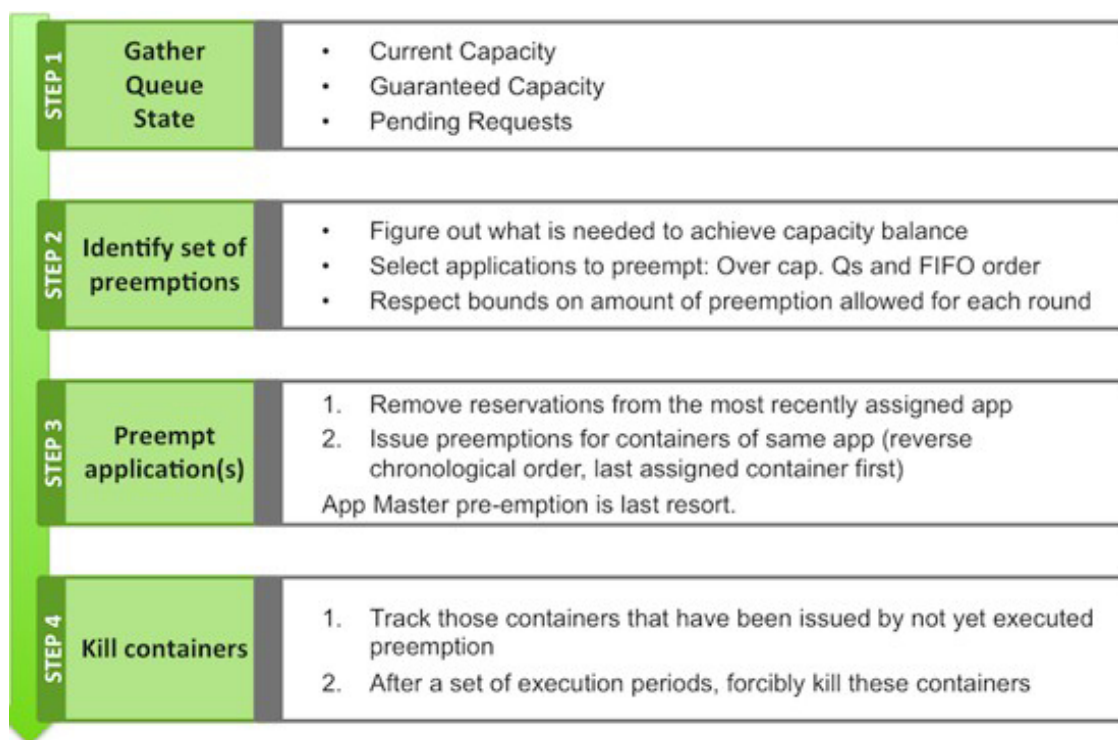 STEP 1
Gather
Queue
State
• Current Capacity
• Guaranteed Capacity
• Pending Requests
STEP 2
Identify set of
preemptions
• Figure out what is needed to achieve capacity balance
• Select applications to preempt: Over cap. Qs and FIFO order
• Respect bounds on amount of preemption allowed for each round
STEP 3
Preempt
application(s)
1. Remove reservations from the most recently assigned app
2. Issue preemptions for containers of same app (reverse
chronological order, last assigned container first)
App Master pre-emption is last resort.
STEP 4
Kill containers
1. Track those containers that have been issued by not yet executed
preemption
2. After a set of execution periods, forcibly kill these containers